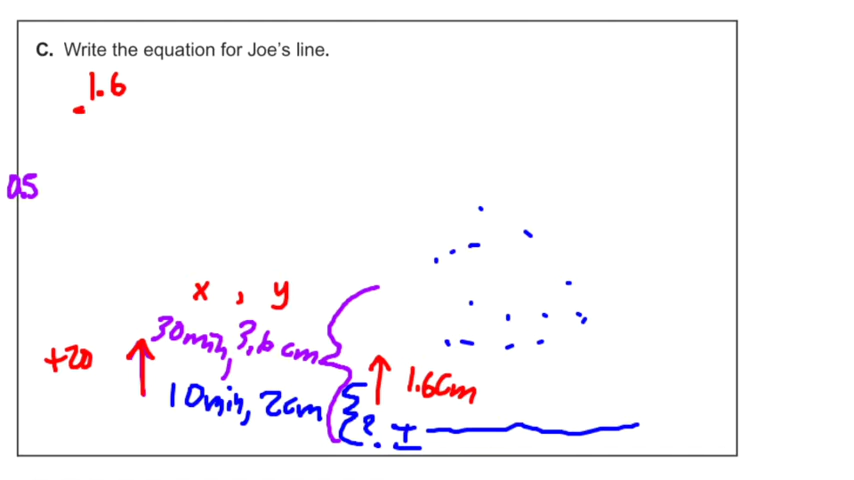 C. Write the equation for Joe's line.
1.6
0.5
x , y
30min, 3.6 cm
+20
1.6cm
10min, 2cm
?